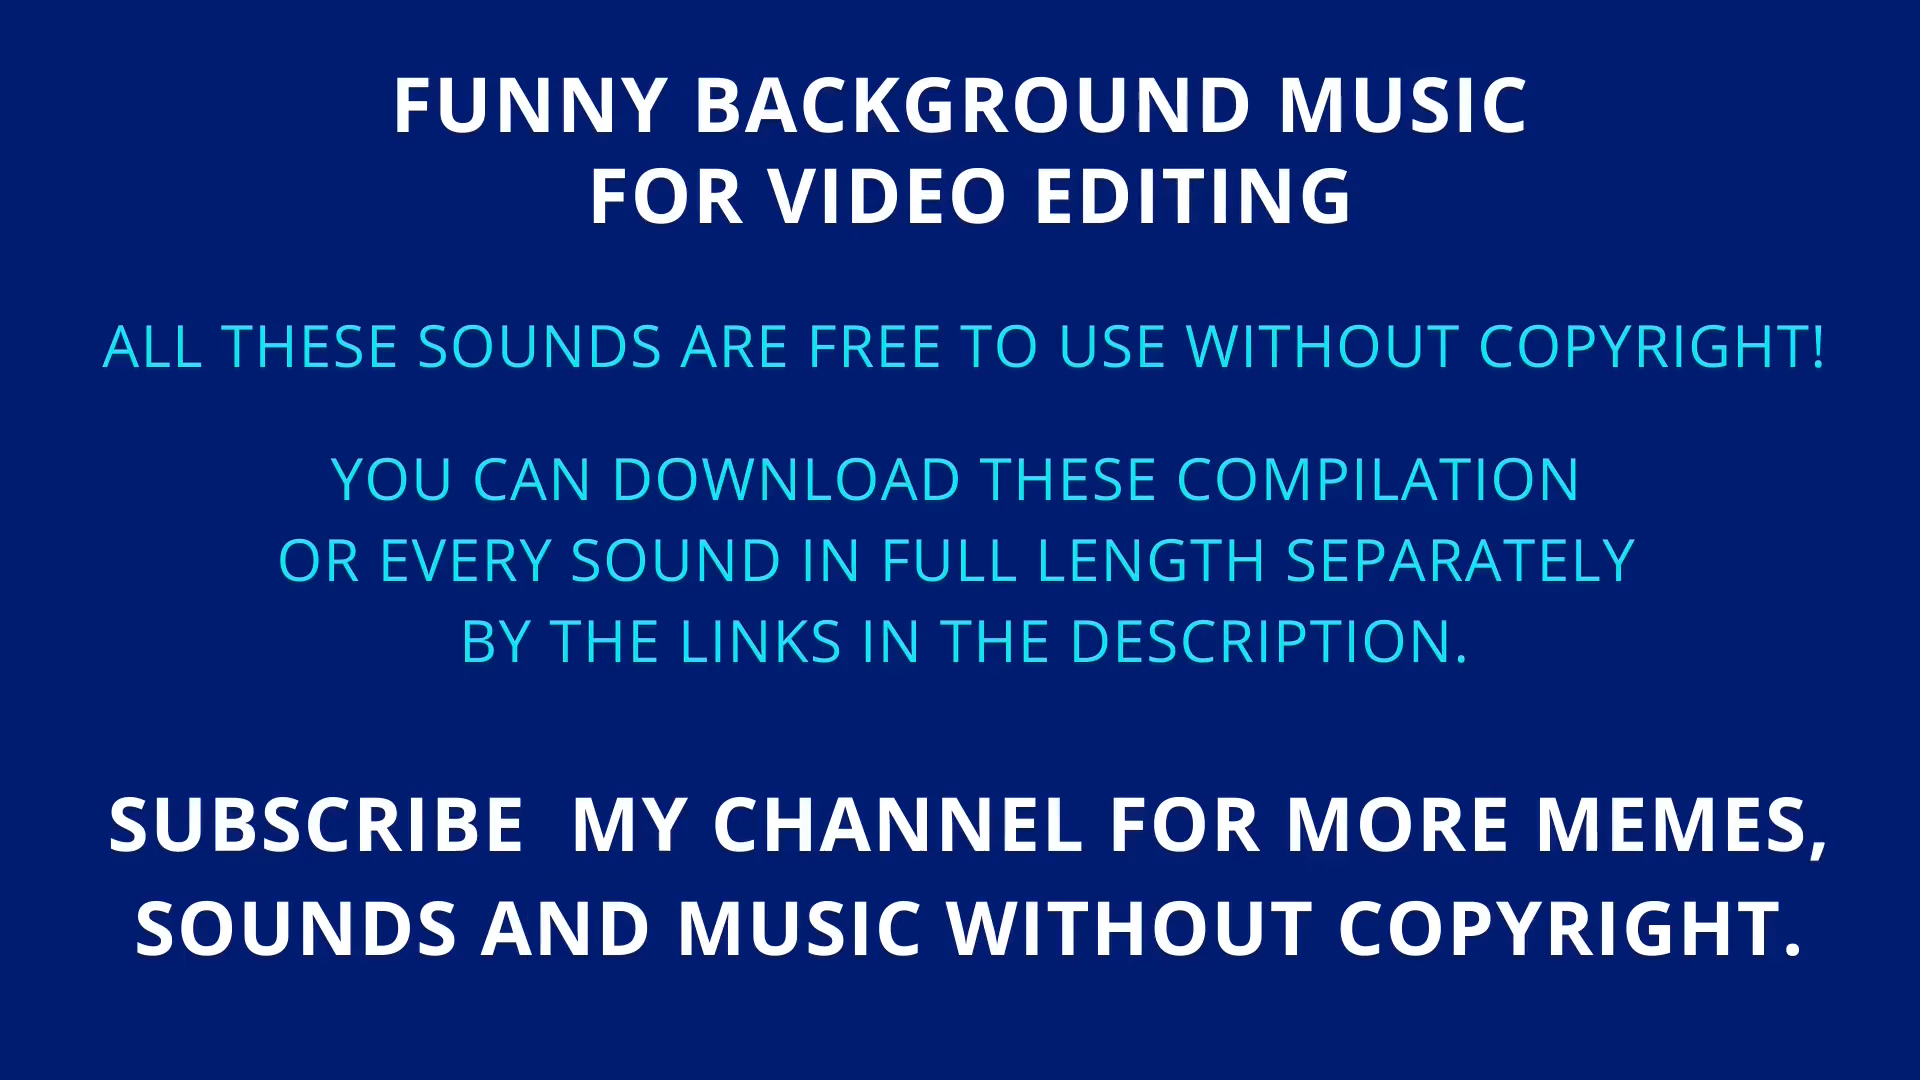 FUNNY BACKGROUND MUSIC
FOR VIDEO EDITING
ALL THESE SOUNDS ARE FREE TO USE WITHOUT COPYRIGHT!
YOU CAN DOWNLOAD THESE COMPILATION
OR EVERY SOUND IN FULL LENGTH SEPARATELY
BY THE LINKS IN THE DESCRIPTION.
SUBSCRIBE  MY CHANNEL FOR MORE MEMES,
SOUNDS AND MUSIC WITHOUT COPYRIGHT.